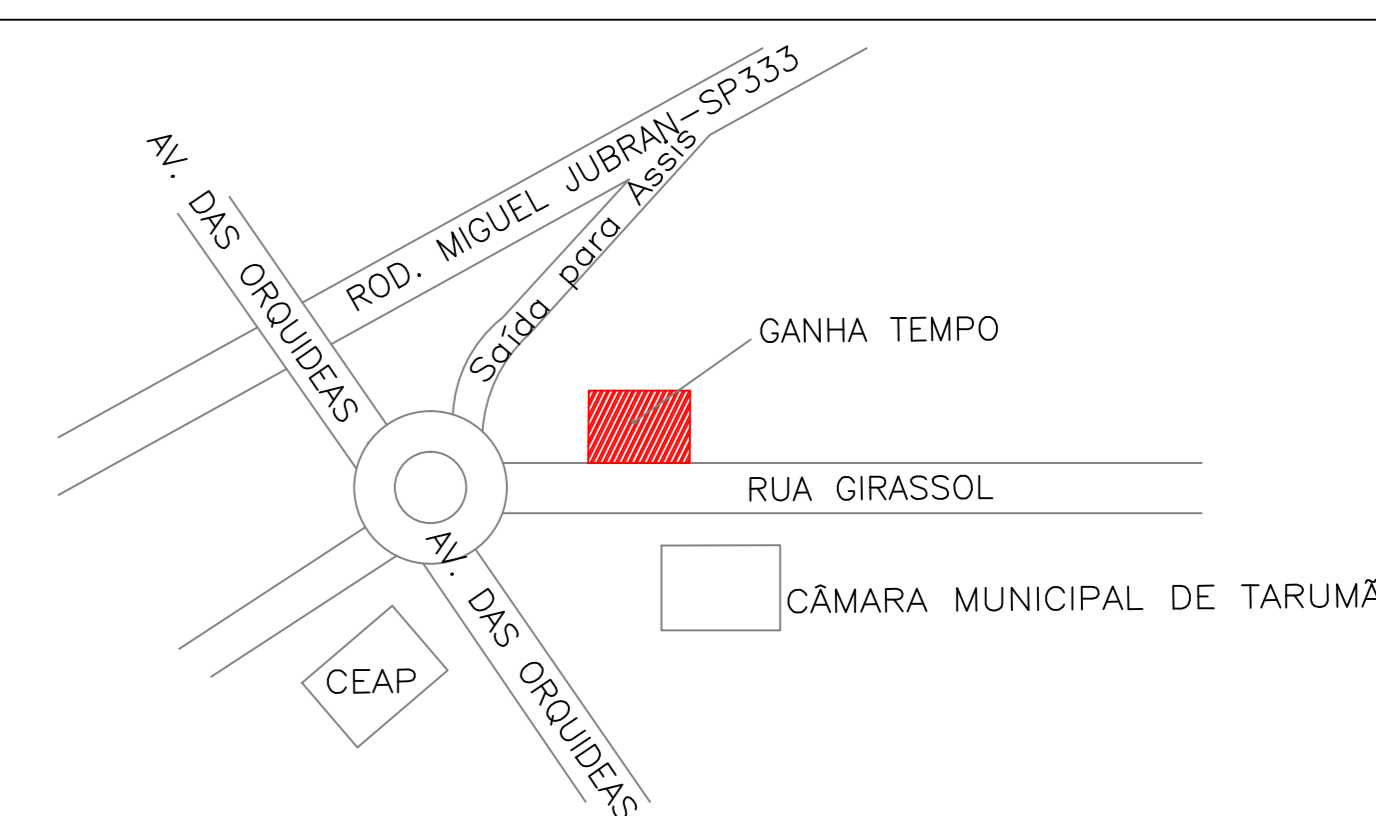 ROD. MIGUEL JUBRAN-SP333
AV. DAS ORQUIDEAS
Saída para Assis
GANHA TEMPO
RUA GIRASSOL
CÂMARA MUNICIPAL DE TARUMÃ
AV. DAS ORQUIDEAS
CEAP